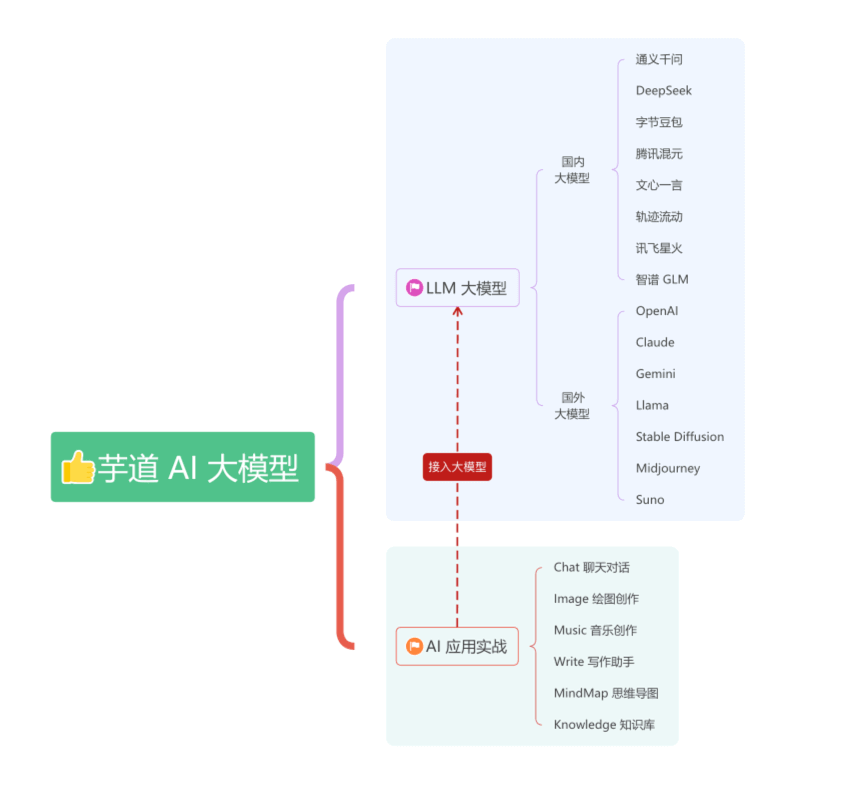 芋道 AI 大模型
LLM 大模型
国内
大模型
通义千问
DeepSeek
字节豆包
腾讯混元
文心一言
轨迹流动
讯飞星火
智谱 GLM
国外
大模型
OpenAI
Claude
Gemini
Llama
Stable Diffusion
Midjourney
Suno
接入大模型
AI 应用实战
Chat 聊天对话
Image 绘图创作
Music 音乐创作
Write 写作助手
MindMap 思维导图
Knowledge 知识库